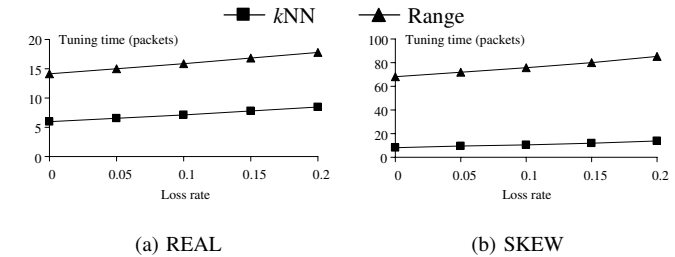 kNN Range
Tuning time (packets)
20
15
10
5
0
0 0.05 0.1 0.15 0.2
Loss rate
(a) REAL
Tuning time (packets)
100
80
60
40
20
0
0 0.05 0.1 0.15 0.2
Loss rate
(b) SKEW